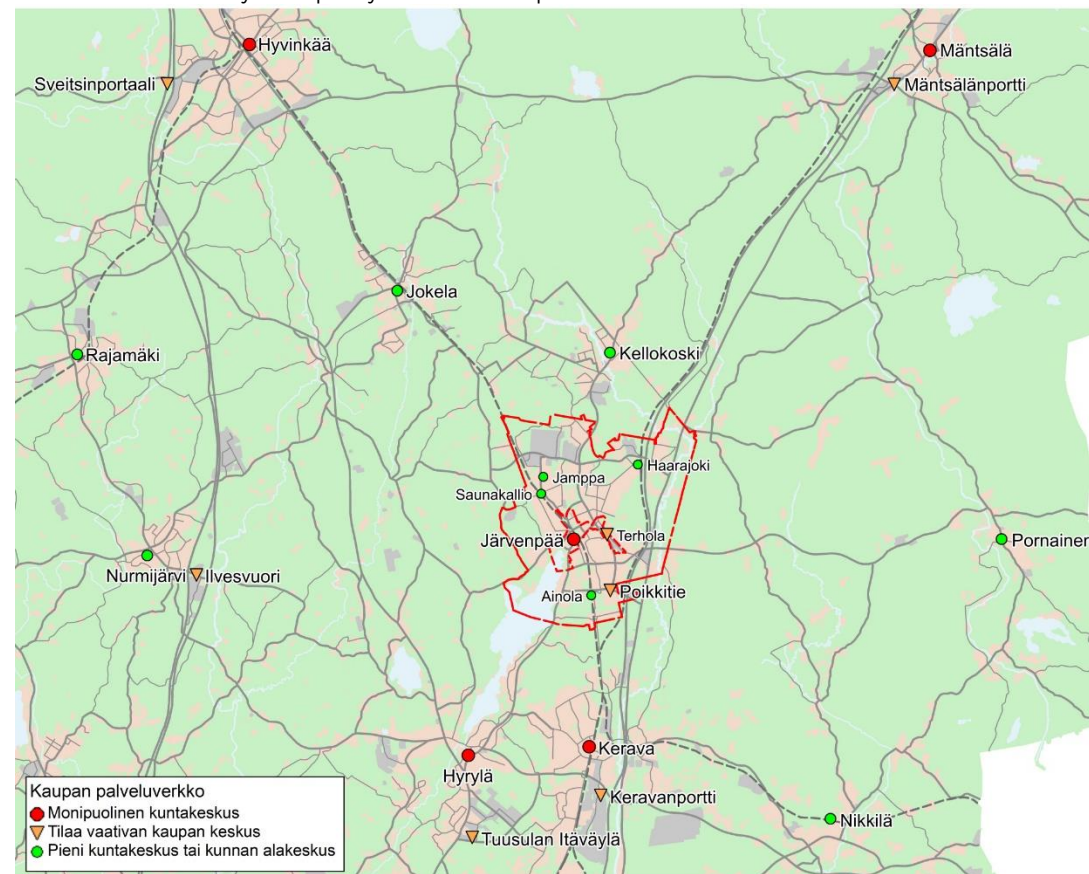 Hyvinkää
Mäntsälä
Sveitsinportaali
Mäntsälänportti
Jokela
Rajamäki
Kellokoski
Haarajoki
Jamppa
Saunakallio
Järvenpää
Terhola
Pornainen
Nurmijärvi
Ilvesvuori
Ainola
Poikkitie
Kerava
Hyrylä
Keravanportti
Nikkilä
Tuusulan Itäväylä
Kaupan palveluverkko
Monipuolinen kuntakeskus
Tilaa vaativan kaupan keskus
Pieni kuntakeskus tai kunnan alakeskus